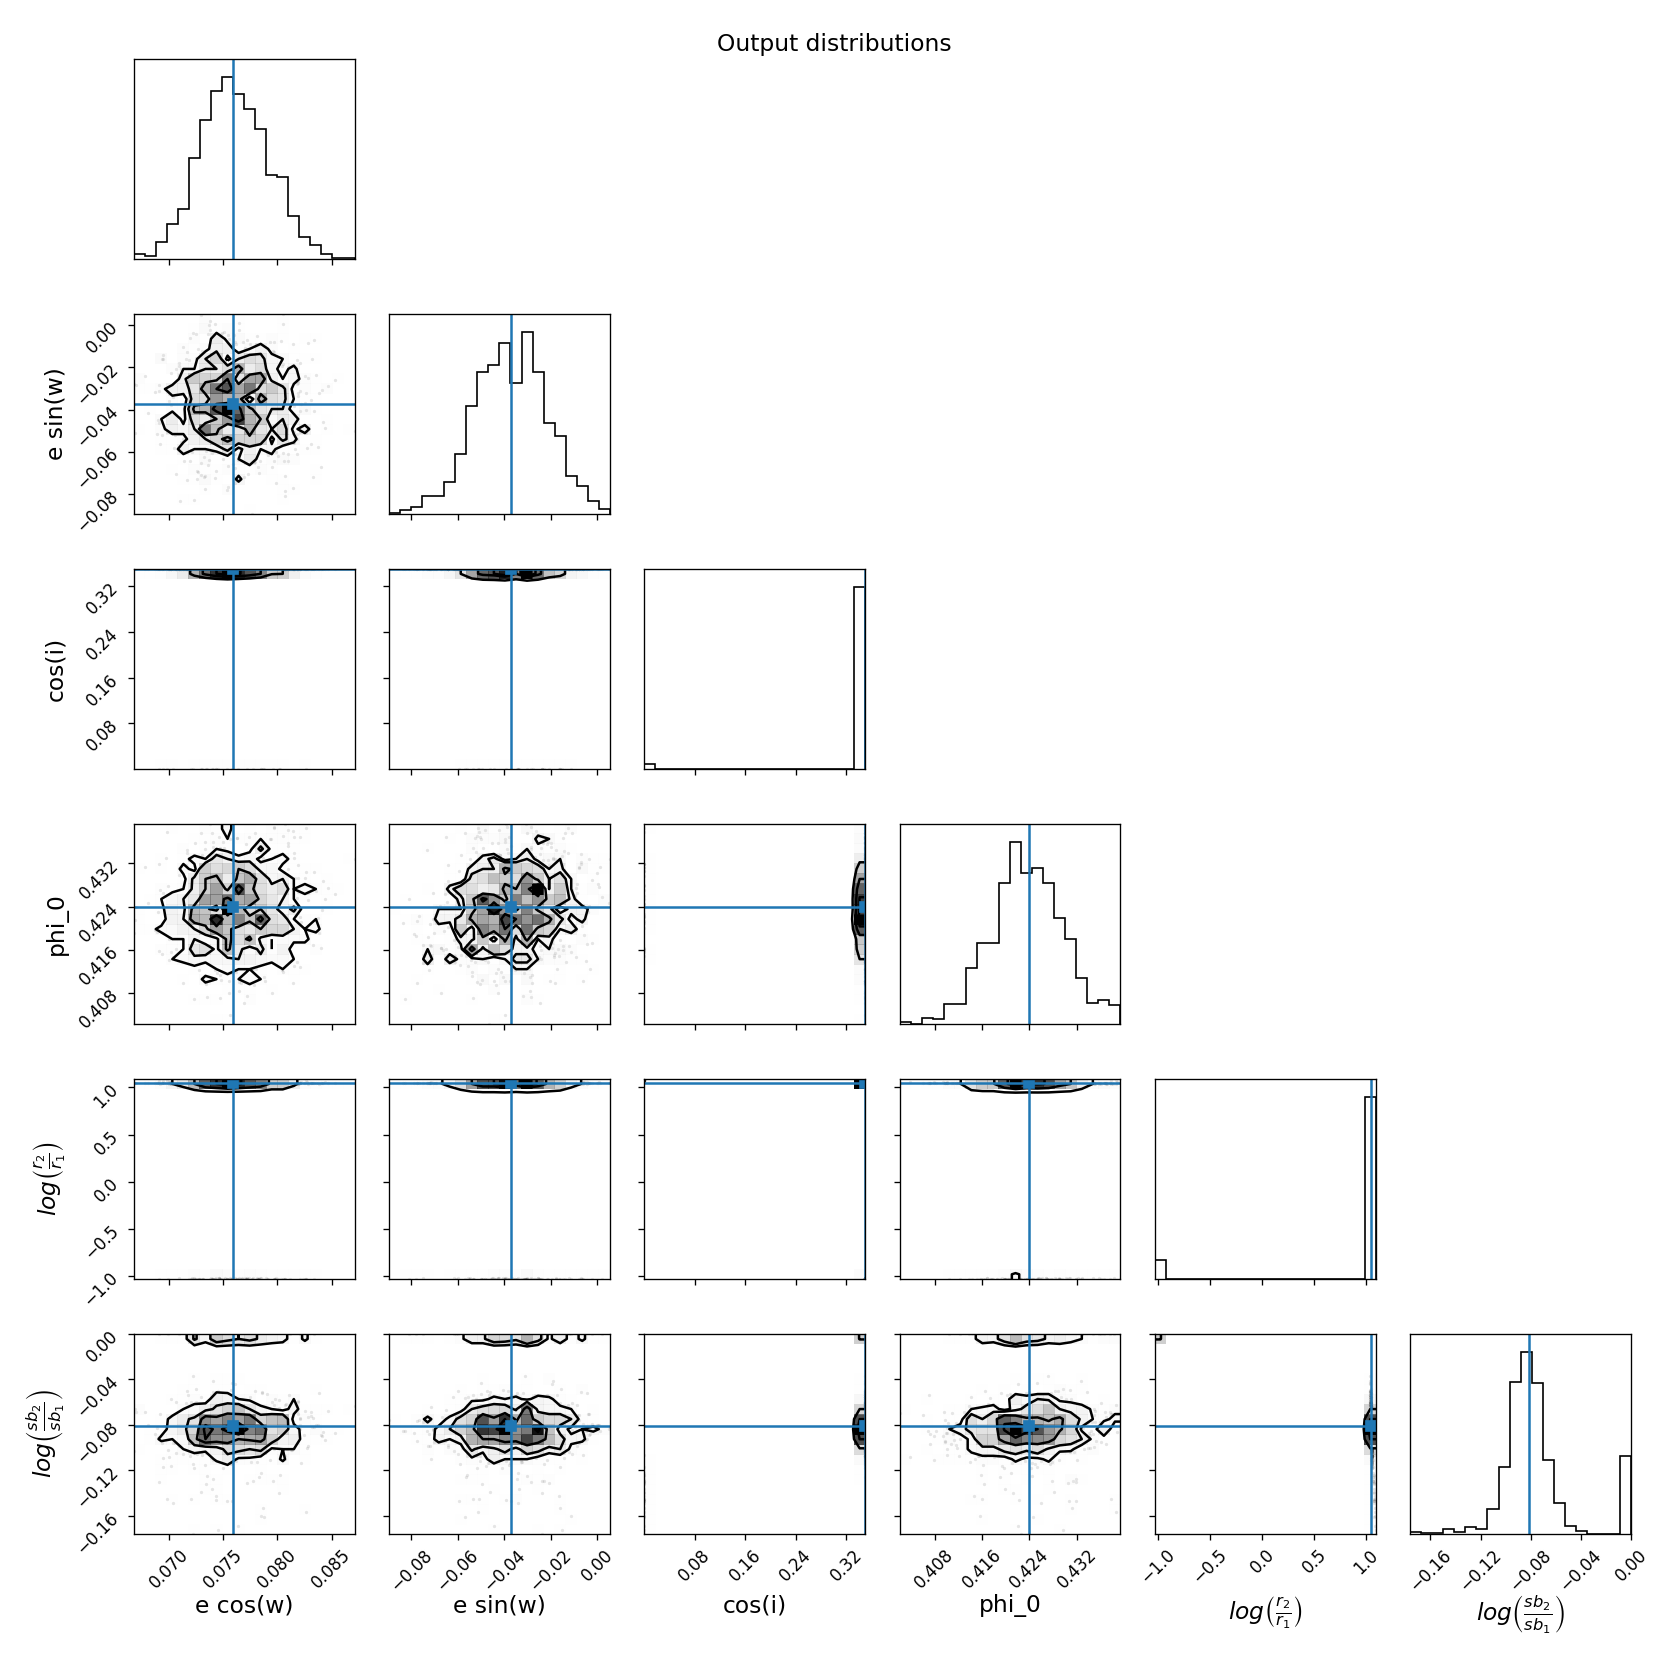 Output distributions
e sin(w)
0.00
−0.02
−0.04
−0.06
−0.08
cos(i)
0.32
0.24
0.16
0.08
phi_0
0.432
0.424
0.416
0.408
log(r2/r1)
1.0
0.5
0.0
−0.5
−1.0
log(sb2/sb1)
0.00
−0.04
−0.08
−0.12
−0.16
0.070 0.075 0.080 0.085
−0.08 −0.06 −0.04 −0.02 0.00
0.08 0.16 0.24 0.32
0.408 0.416 0.424 0.432
−1.0 −0.5 0.0 0.5 1.0
−0.16 −0.12 −0.08 −0.04 0.00
e cos(w) e sin(w) cos(i) phi_0 log(r2/r1) log(sb2/sb1)